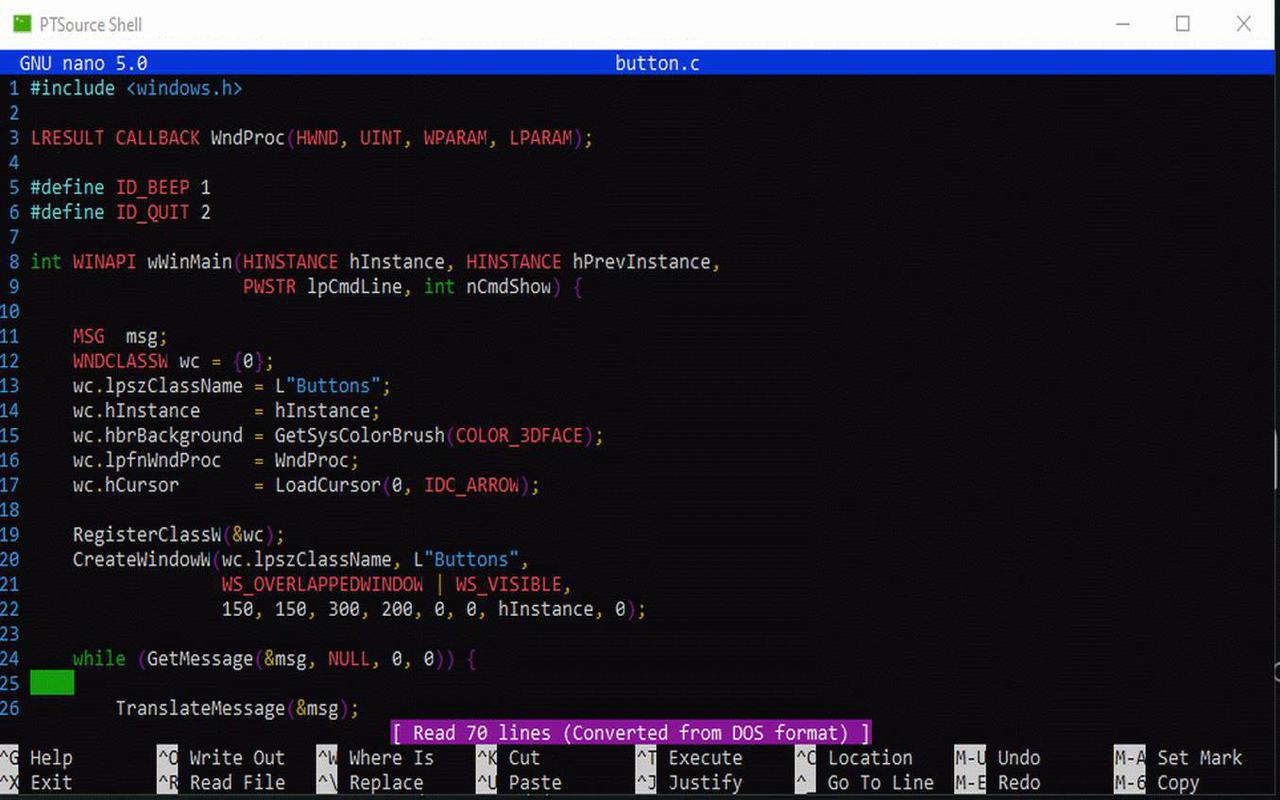 PTSource Shell
GNU nano 5.0 button.c
1 #include <windows.h>
2
3 LRESULT CALLBACK WndProc(HWND, UINT, WPARAM, LPARAM);
4
5 #define ID_BEEP 1
6 #define ID_QUIT 2
7
8 int WINAPI wWinMain(HINSTANCE hInstance, HINSTANCE hPrevInstance,
9                     PWSTR lpCmdLine, int nCmdShow) {
10
11     MSG  msg;
12     WNDCLASSW wc = {0};
13     wc.lpszClassName = L"Buttons";
14     wc.hInstance     = hInstance;
15     wc.hbrBackground = GetSysColorBrush(COLOR_3DFACE);
16     wc.lpfnWndProc   = WndProc;
17     wc.hCursor       = LoadCursor(0, IDC_ARROW);
18
19     RegisterClassW(&wc);
20     CreateWindowW(wc.lpszClassName, L"Buttons",
21                   WS_OVERLAPPEDWINDOW | WS_VISIBLE,
22                   150, 150, 300, 200, 0, 0, hInstance, 0);
23
24     while (GetMessage(&msg, NULL, 0, 0)) {
25
26         TranslateMessage(&msg);
[ Read 70 lines (Converted from DOS format) ]
^G Help ^O Write Out ^W Where Is ^K Cut ^T Execute ^C Location M-U Undo M-A Set Mark
^X Exit ^R Read File ^\ Replace ^U Paste ^J Justify ^ Go To Line M-E Redo M-6 Copy